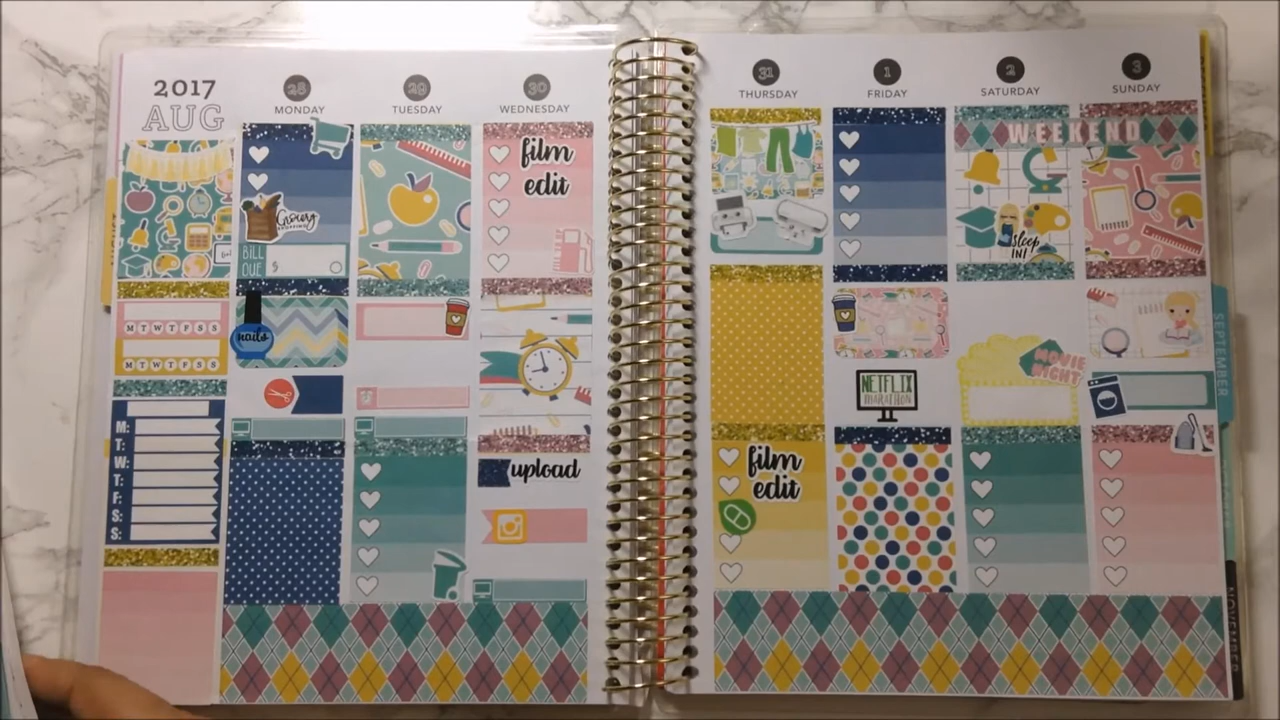 2017
AUG
28
MONDAY
29
TUESDAY
30
WEDNESDAY
31
THURSDAY
1
FRIDAY
2
SATURDAY
3
SUNDAY
M T W T F S S
M T W T F S S
M:
T:
W:
T:
F:
S:
S:
Grocery
BILL
DUE
$
nails
film
edit
upload
film
edit
NETFLIX
MARATHON
WEEKEND
Sleep
IN!
MOVIE
NIGHT
SEPTEMBER
NOVEMBER